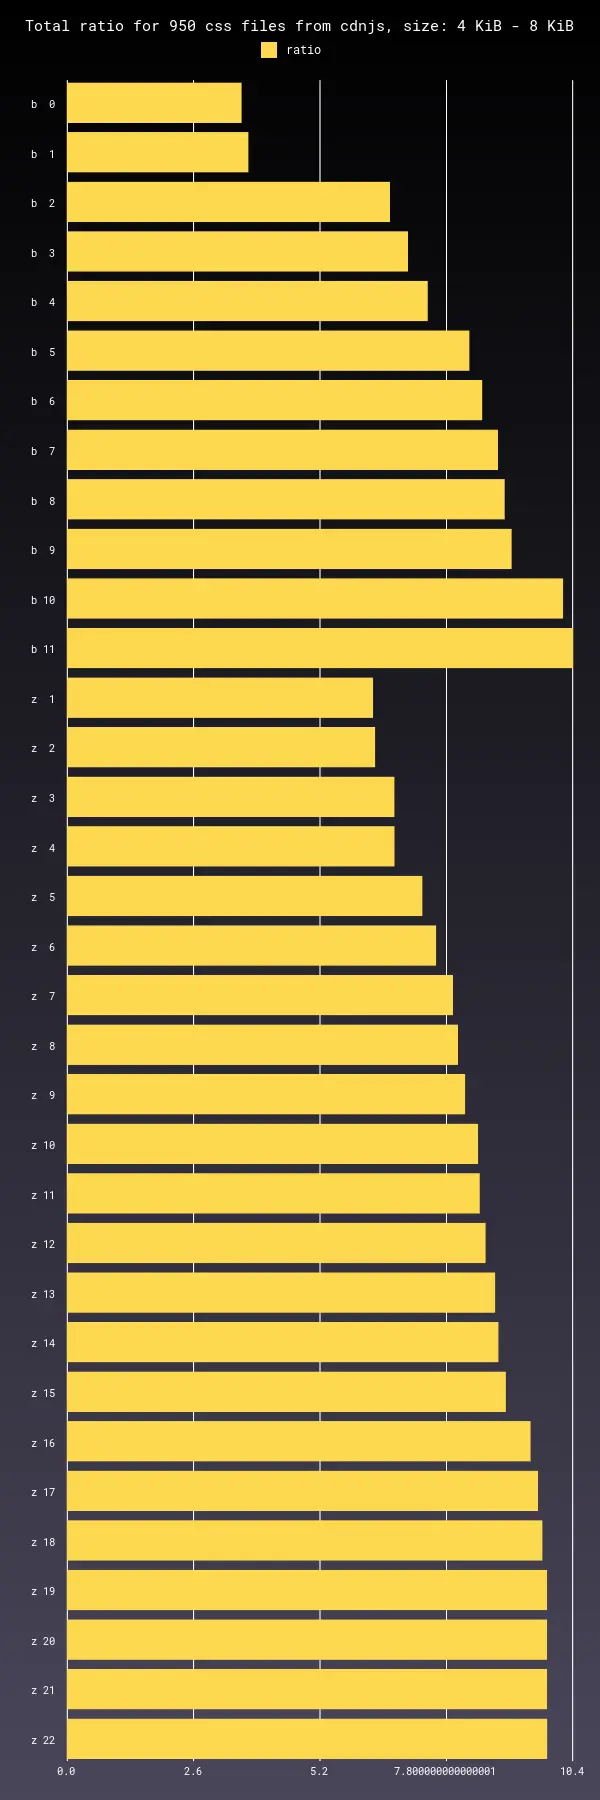 Total ratio for 950 css files from cdnjs, size: 4 KiB - 8 KiB
ratio
b  0
b  1
b  2
b  3
b  4
b  5
b  6
b  7
b  8
b  9
b 10
b 11
z  1
z  2
z  3
z  4
z  5
z  6
z  7
z  8
z  9
z 10
z 11
z 12
z 13
z 14
z 15
z 16
z 17
z 18
z 19
z 20
z 21
z 22
0.0 2.6 5.2 7.800000000000001 10.4